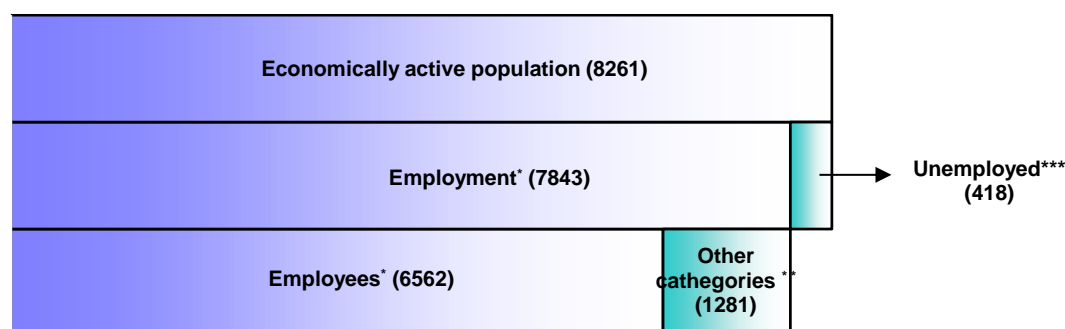 Economically active population (8261)
Employment* (7843)
Unemployed***
(418)
Employees* (6562)
Other
cathegories **
(1281)